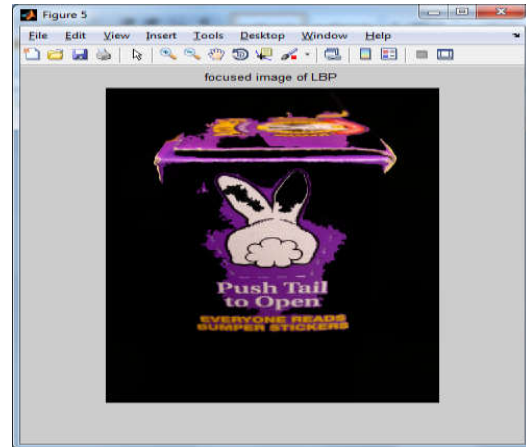 Figure 5
File Edit View Insert Tools Desktop Window Help
focused image of LBP
Push Tail
to Open
EVERYONE READS
BUMPER STICKERS